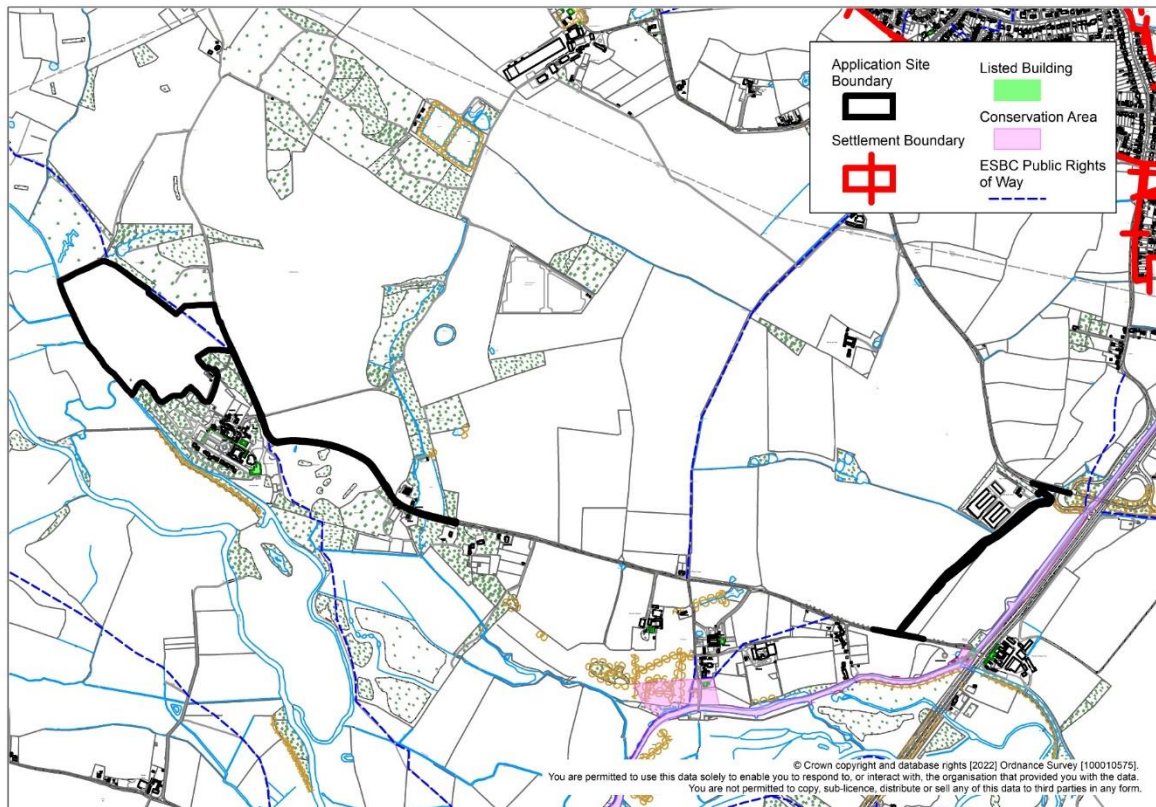 Application Site
Boundary
Settlement Boundary
Listed Building
Conservation Area
ESBC Public Rights
of Way
© Crown copyright and database rights [2022] Ordnance Survey [100010575].
You are permitted to use this data solely to enable you to respond to, or interact with, the organisation that provided you with the data.
You are not permitted to copy, sub-licence, distribute or sell any of this data to third parties in any form.